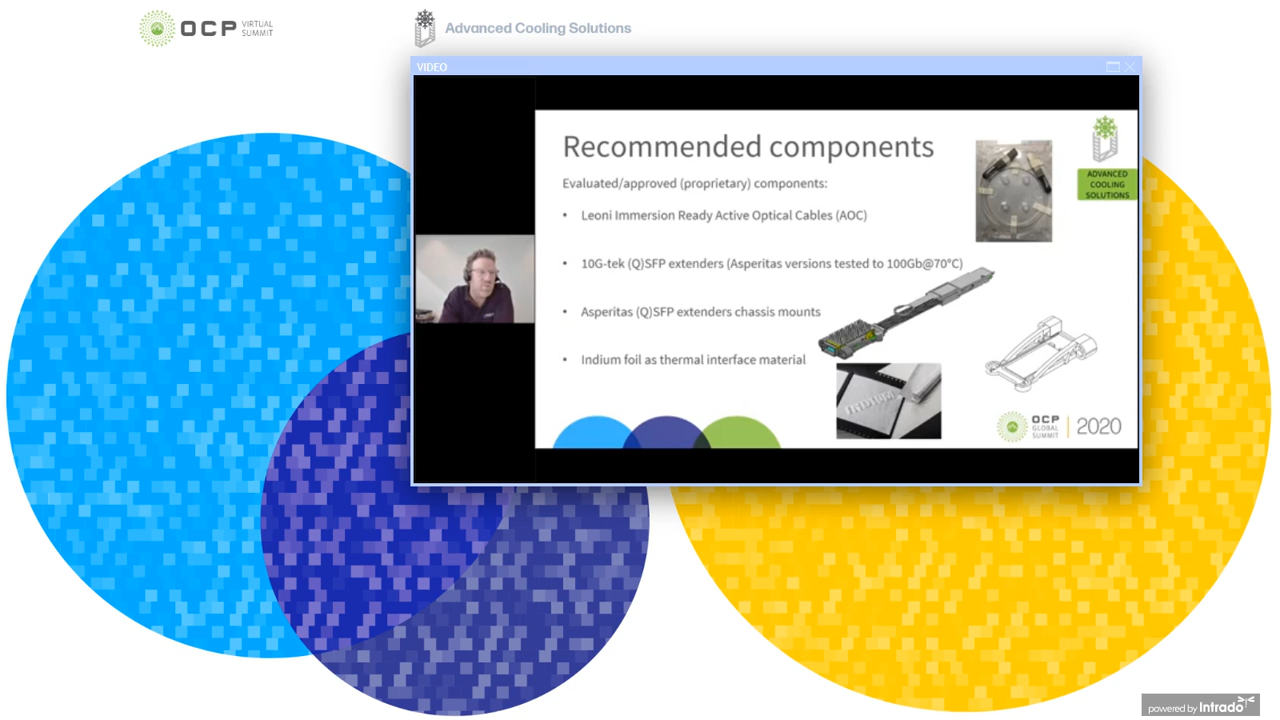 OCP VIRTUAL SUMMIT
Advanced Cooling Solutions
VIDEO
Recommended components
ADVANCED
COOLING
SOLUTIONS
Evaluated/approved (proprietary) components:
• Leoni Immersion Ready Active Optical Cables (AOC)
• 10G-tek (Q)SFP extenders (Asperitas versions tested to 100Gb@70°C)
• Asperitas (Q)SFP extenders chassis mounts
• Indium foil as thermal interface material
INDIUM
OCP GLOBAL SUMMIT 2020
powered by Intrado